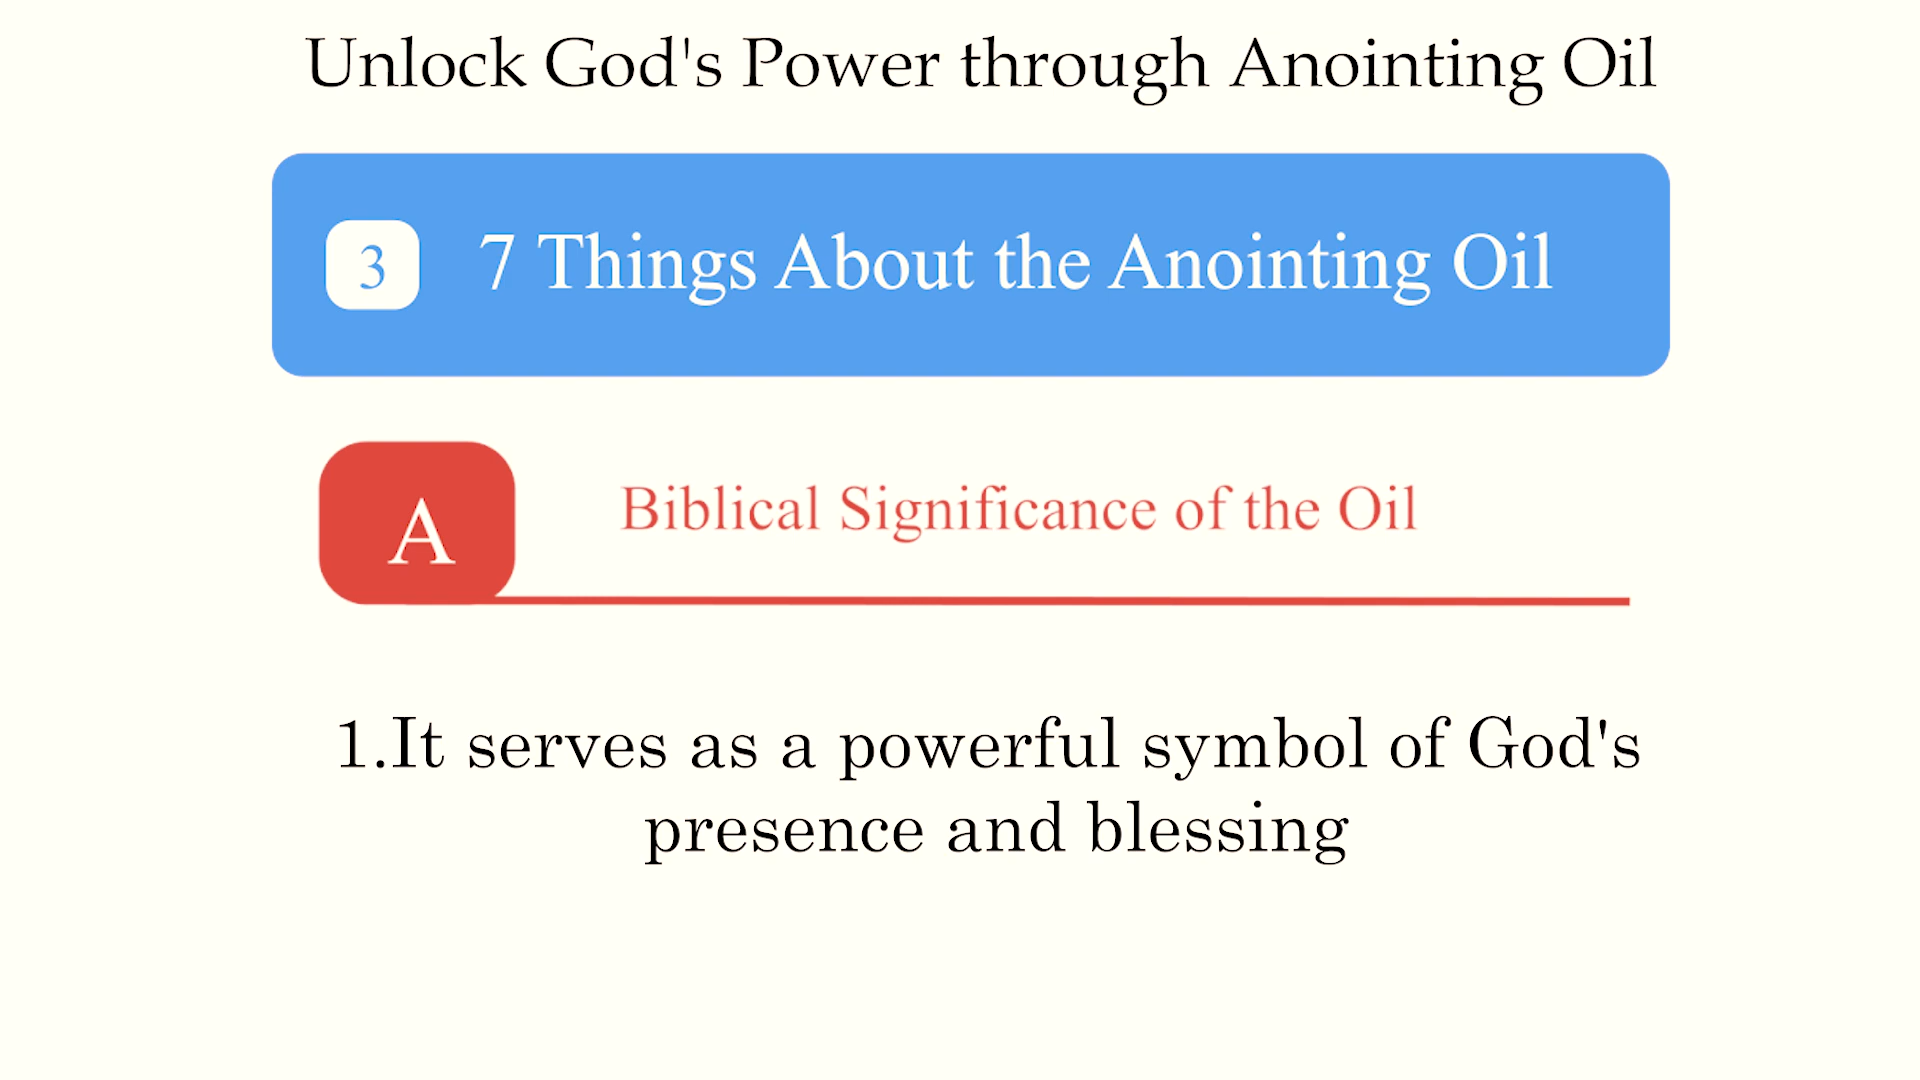 Unlock God's Power through Anointing Oil
3 7 Things About the Anointing Oil
A Biblical Significance of the Oil
1.It serves as a powerful symbol of God's
presence and blessing